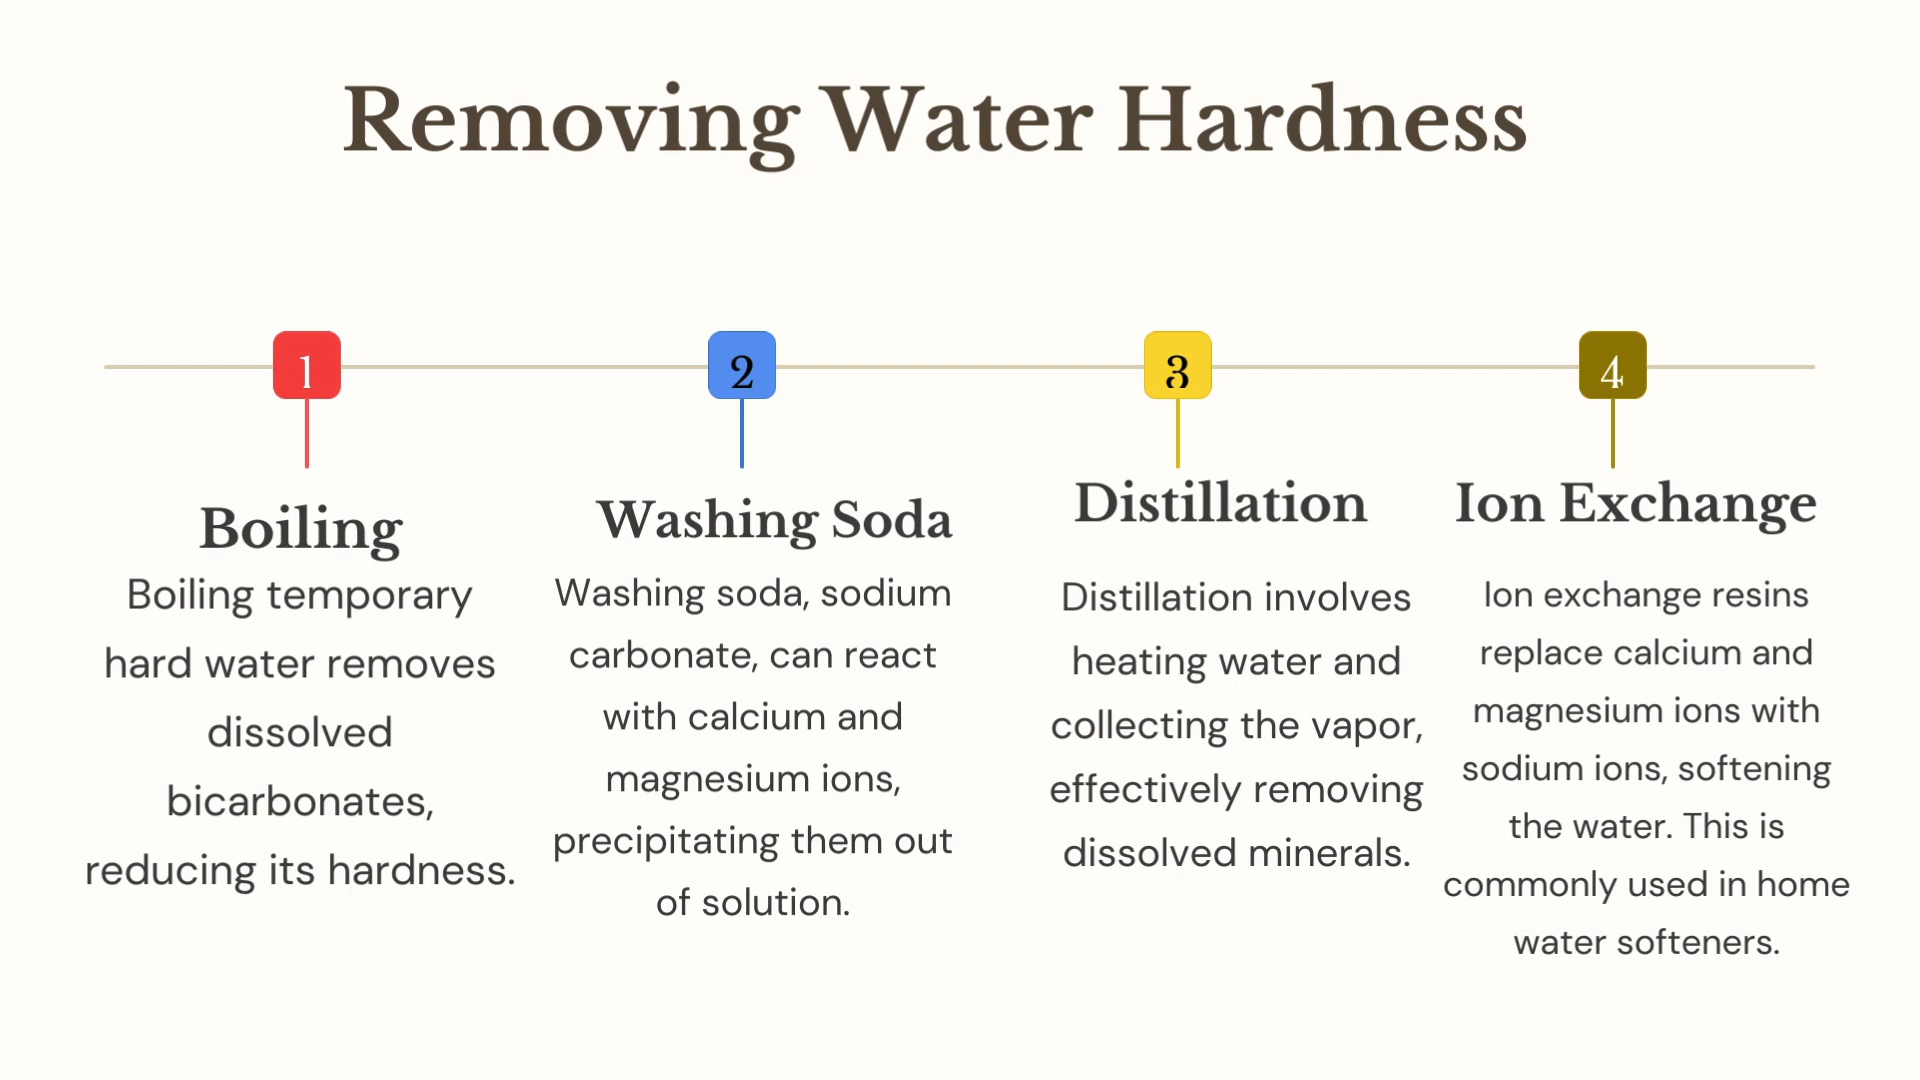 Removing Water Hardness
1
2
3
4
Boiling
Boiling temporary
hard water removes
dissolved
bicarbonates,
reducing its hardness.
Washing Soda
Washing soda, sodium
carbonate, can react
with calcium and
magnesium ions,
precipitating them out
of solution.
Distillation
Distillation involves
heating water and
collecting the vapor,
effectively removing
dissolved minerals.
Ion Exchange
Ion exchange resins
replace calcium and
magnesium ions with
sodium ions, softening
the water. This is
commonly used in home
water softeners.